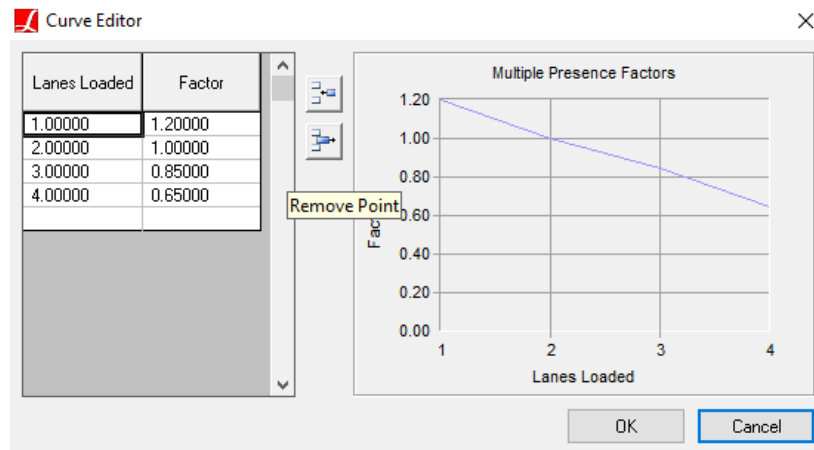 Curve Editor
Lanes Loaded Factor
1.00000 1.20000
2.00000 1.00000
3.00000 0.85000
4.00000 0.65000
Remove Point
Multiple Presence Factors
1.20
1.00
0.80
0.60
0.40
0.20
0.00
Fac
1 2 3 4
Lanes Loaded
OK Cancel